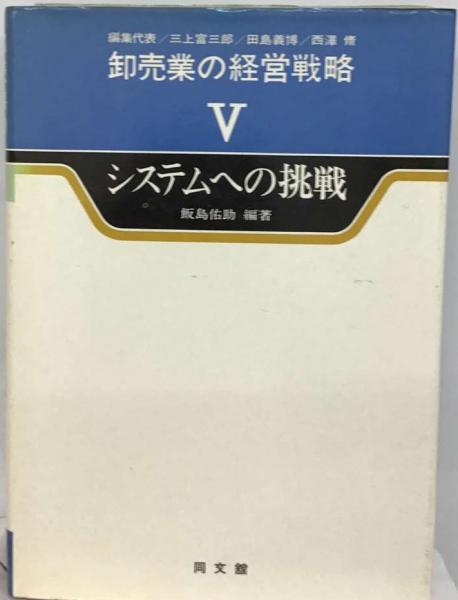 編集代表／三上富三郎／田島義博／西澤 脩
卸売業の経営戦略
V
システムへの挑戦
飯島佑助 編著
同文舘